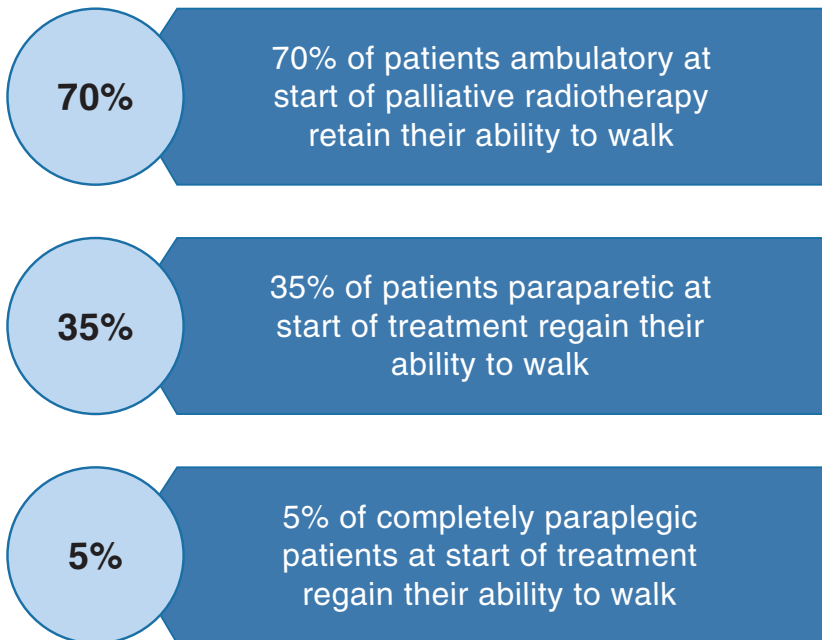 70%
70% of patients ambulatory at
start of palliative radiotherapy
retain their ability to walk
35%
35% of patients paraparetic at
start of treatment regain their
ability to walk
5%
5% of completely paraplegic
patients at start of treatment
regain their ability to walk